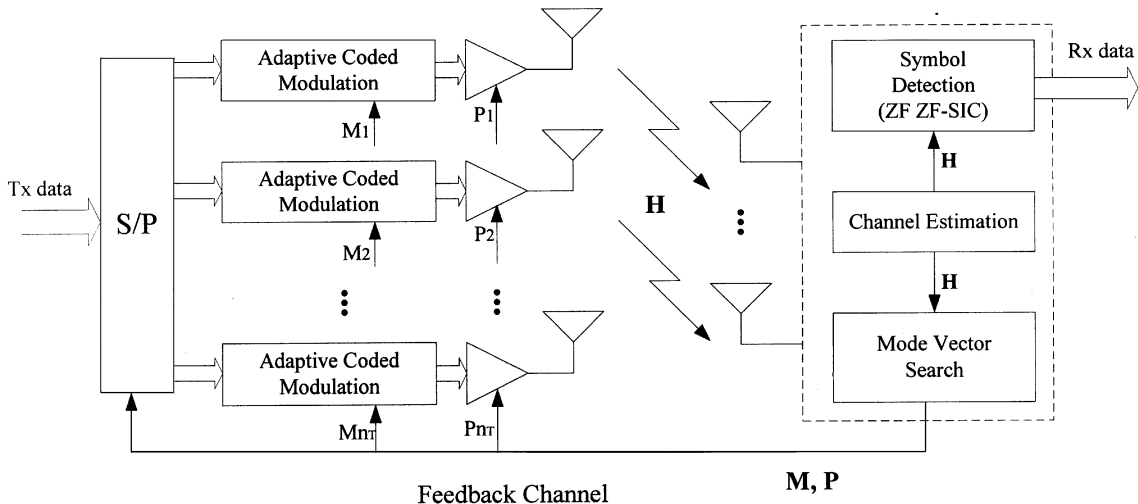 Tx data
S/P
Adaptive Coded
Modulation
M1
P1
Adaptive Coded
Modulation
M2
P2
Adaptive Coded
Modulation
MnT
PnT
H
Symbol
Detection
(ZF ZF-SIC)
Rx data
H
Channel Estimation
H
Mode Vector
Search
M, P
Feedback Channel